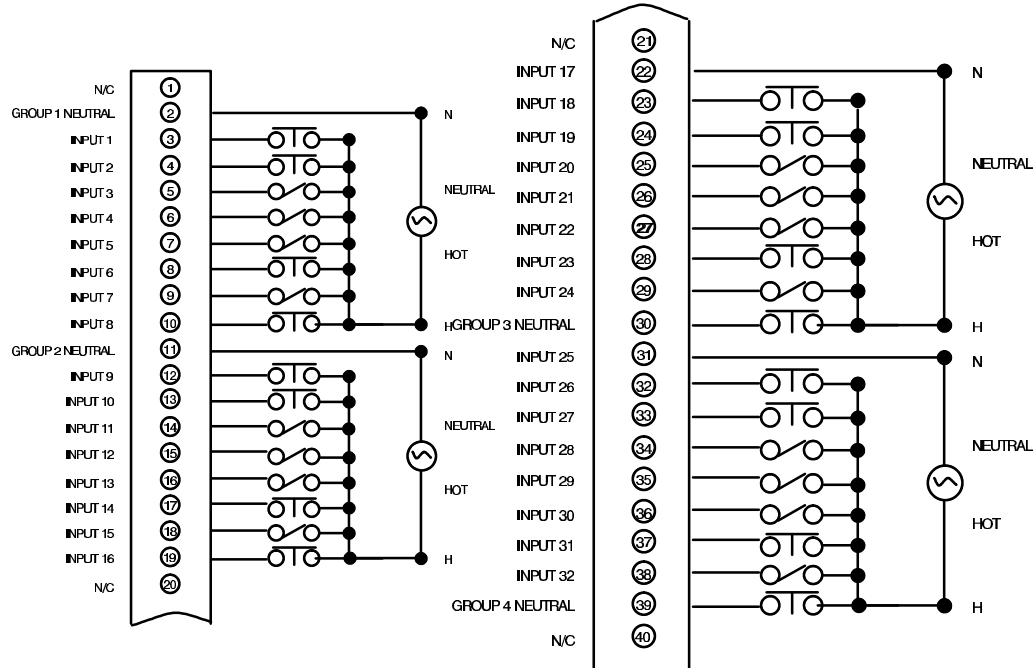 N/C 1
GROUP 1 NEUTRAL 2 N
INPUT 1 3
INPUT 2 4
INPUT 3 5 NEUTRAL
INPUT 4 6
INPUT 5 7 HOT
INPUT 6 8
INPUT 7 9
INPUT 8 10 H
GROUP 2 NEUTRAL 11 N
INPUT 9 12
INPUT 10 13
INPUT 11 14 NEUTRAL
INPUT 12 15
INPUT 13 16 HOT
INPUT 14 17
INPUT 15 18
INPUT 16 19 H
N/C 20
N/C 21
INPUT 17 22 N
INPUT 18 23
INPUT 19 24
INPUT 20 25 NEUTRAL
INPUT 21 26
INPUT 22 27 HOT
INPUT 23 28
INPUT 24 29
GROUP 3 NEUTRAL 30 H
INPUT 25 31 N
INPUT 26 32
INPUT 27 33
INPUT 28 34 NEUTRAL
INPUT 29 35
INPUT 30 36 HOT
INPUT 31 37
INPUT 32 38
GROUP 4 NEUTRAL 39 H
N/C 40